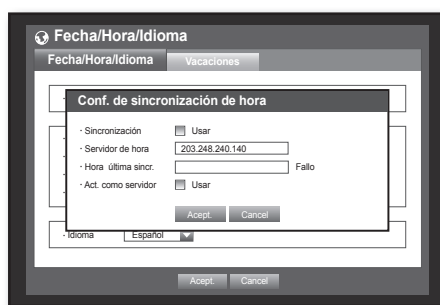 Fecha/Hora/Idioma
Fecha/Hora/Idioma Vacaciones
Conf. de sincronización de hora
· Sincronización Usar
· Servidor de hora 203.248.240.140
· Hora última sincr. Fallo
· Act. como servidor Usar
Acept. Cancel
· Idioma Español
Acept. Cancel